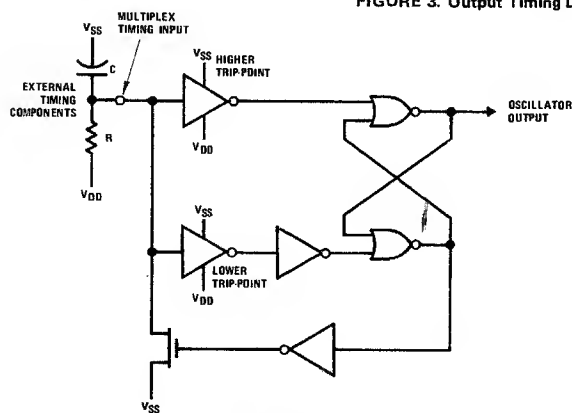 FIGURE 3. Output Timing D
MULTIPLEX
TIMING INPUT
VSS
C
EXTERNAL
TIMING
COMPONENTS
R
VDD
VSS
HIGHER
TRIP-POINT
VDD
OSCILLATOR
OUTPUT
VSS
LOWER
TRIP-POINT
VDD
VSS